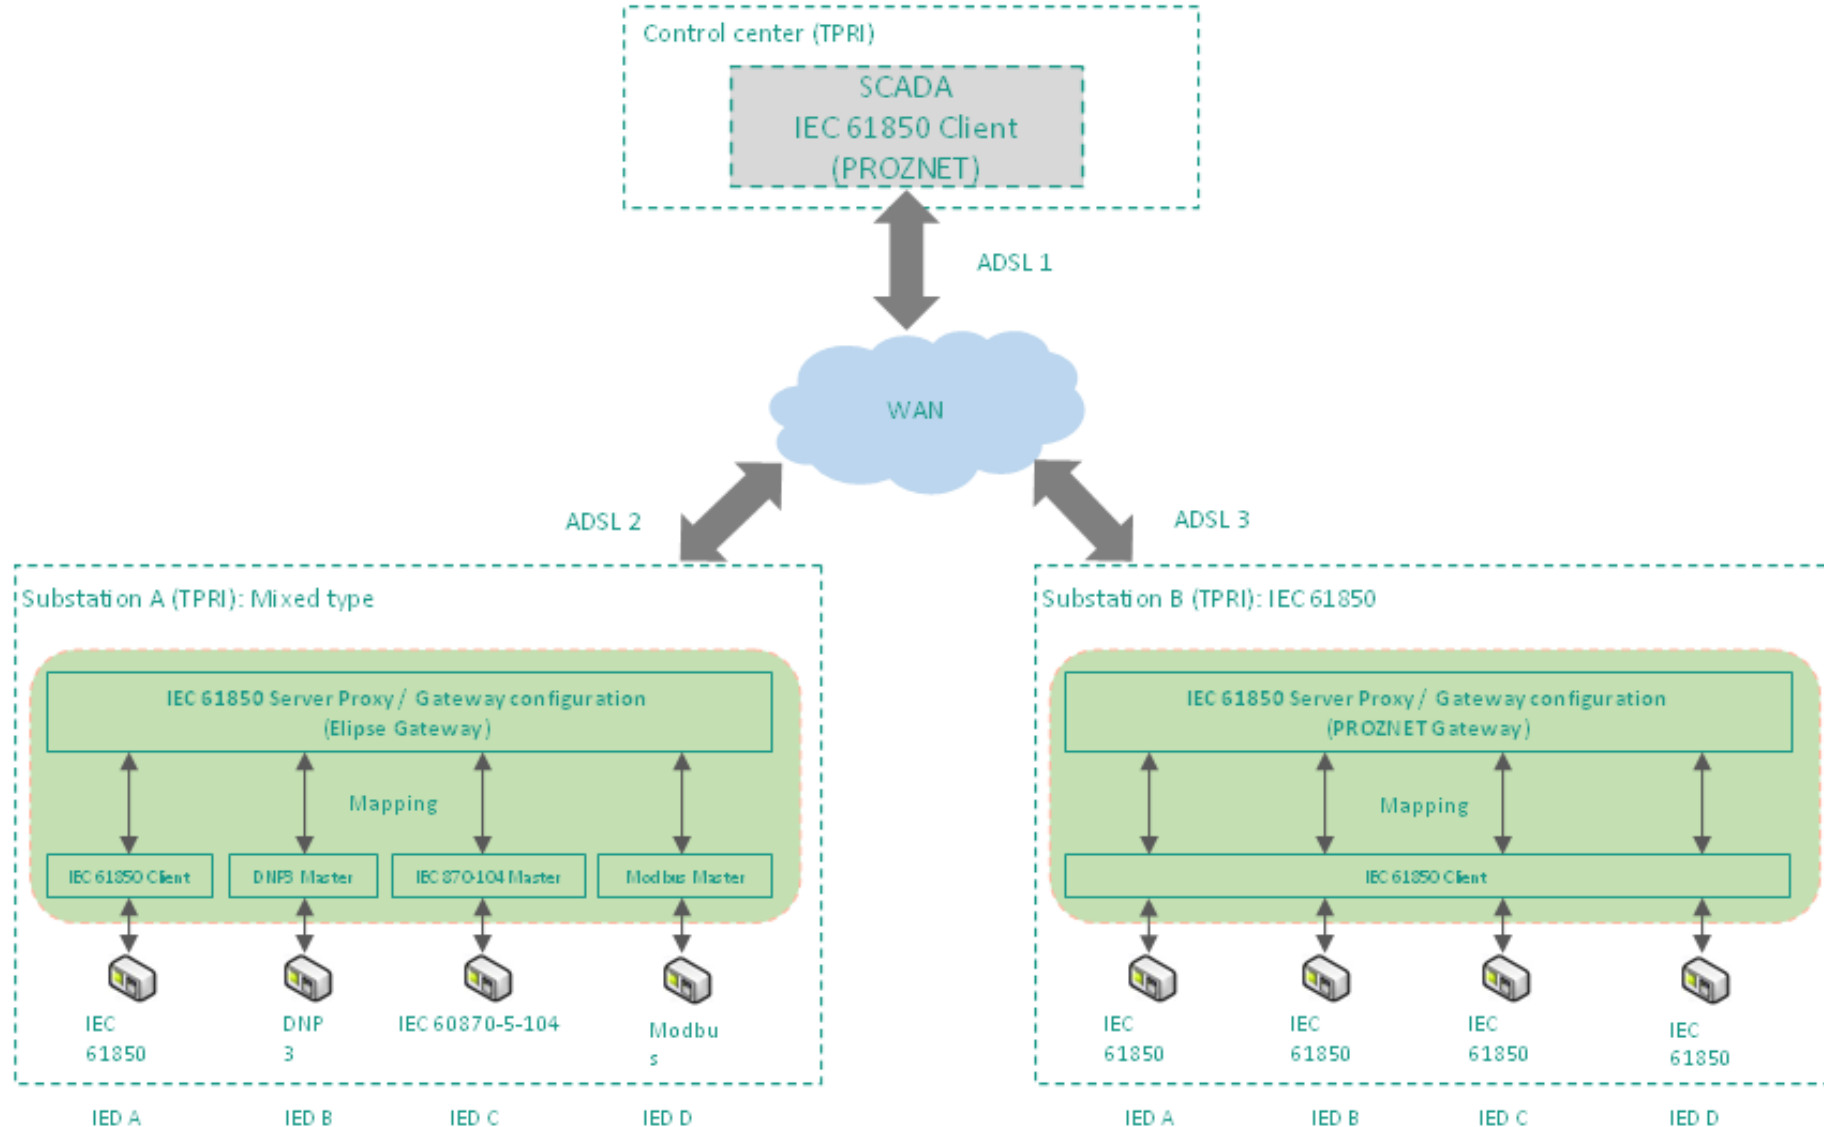 Control center (TPRI)
SCADA
IEC 61850 Client
(PROZNET)
ADSL 1
WAN
ADSL 2
ADSL 3
Substation A (TPRI): Mixed type
IEC 61850 Server Proxy / Gateway configuration
(Elipse Gateway)
Mapping
IEC 61850 Client
DNP3 Master
IEC 870-104 Master
Modbus Master
IEC
61850
DNP
3
IEC 60870-5-104
Modbu
s
IED A
IED B
IED C
IED D
Substation B (TPRI): IEC 61850
IEC 61850 Server Proxy / Gateway configuration
(PROZNET Gateway)
Mapping
IEC 61850 Client
IEC
61850
IEC
61850
IEC
61850
IEC
61850
IED A
IED B
IED C
IED D